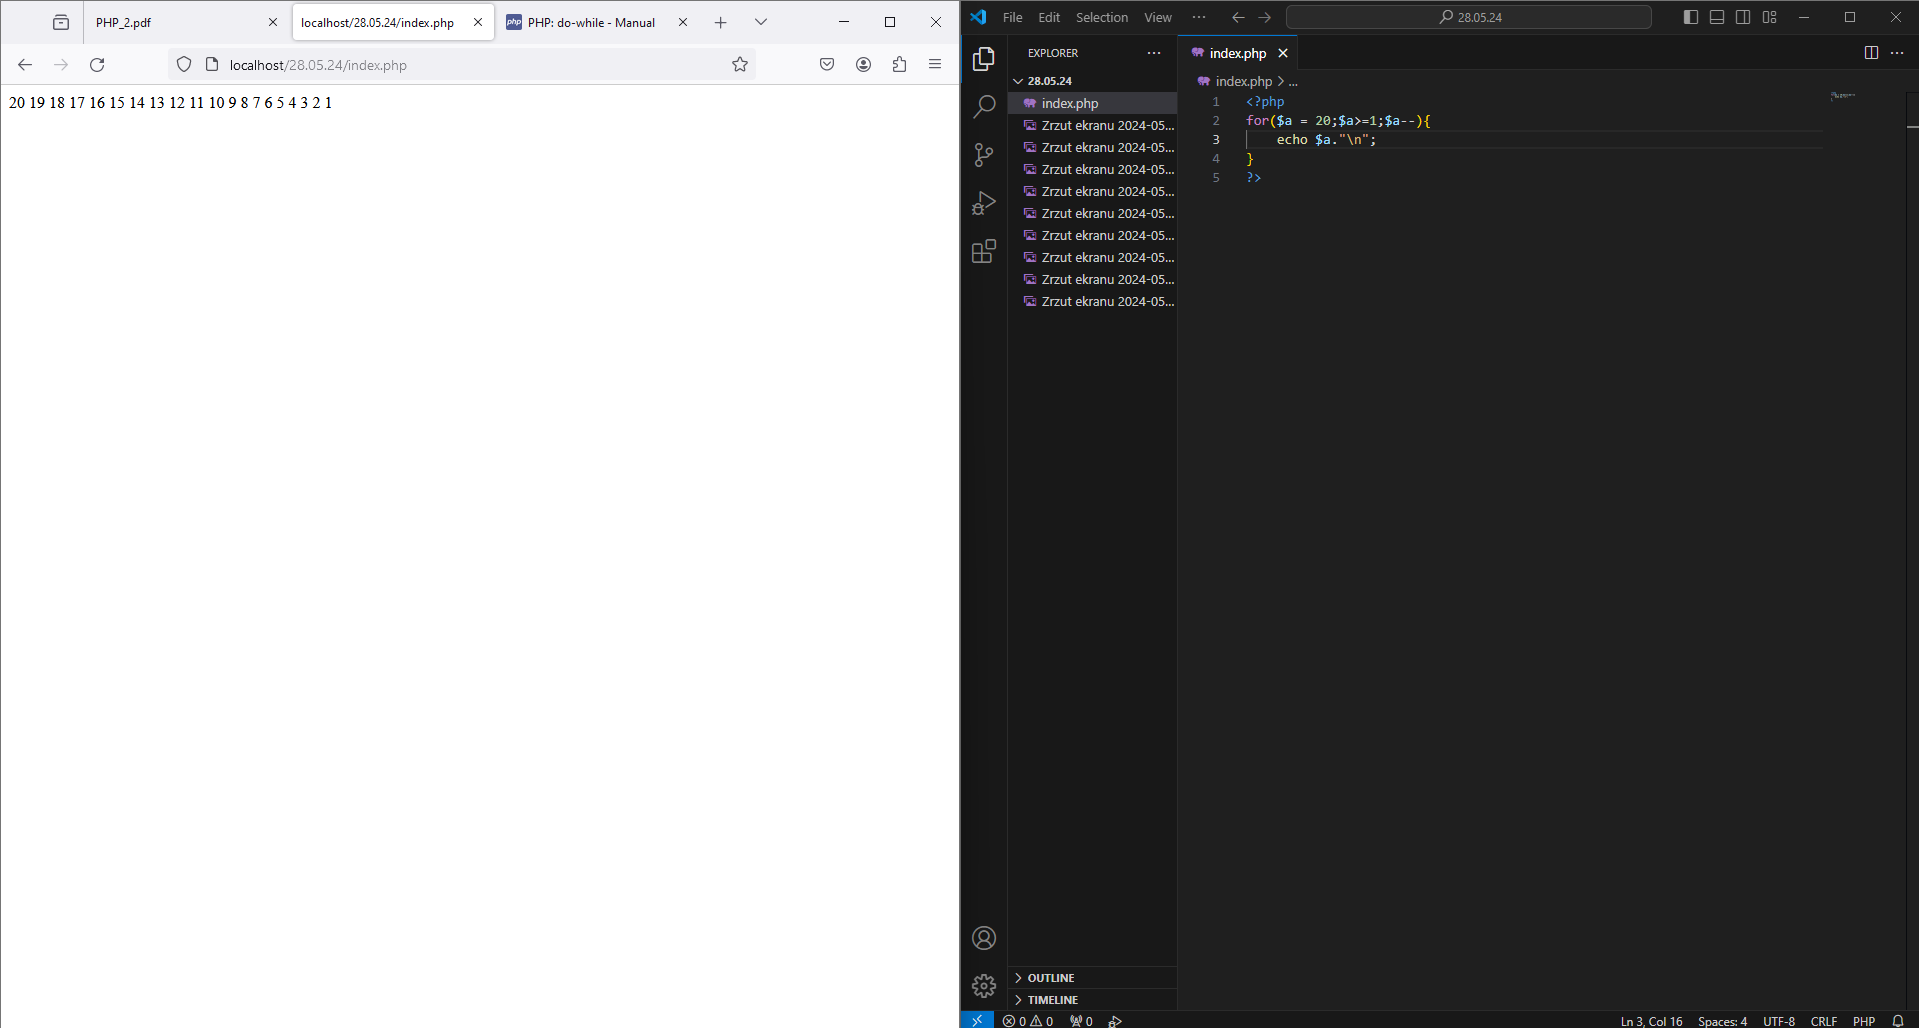 PHP_2.pdf
localhost/28.05.24/index.php
php PHP: do-while - Manual
localhost/28.05.24/index.php
20 19 18 17 16 15 14 13 12 11 10 9 8 7 6 5 4 3 2 1
File Edit Selection View ...
28.05.24
EXPLORER ...
28.05.24
index.php
Zrzut ekranu 2024-05...
Zrzut ekranu 2024-05...
Zrzut ekranu 2024-05...
Zrzut ekranu 2024-05...
Zrzut ekranu 2024-05...
Zrzut ekranu 2024-05...
Zrzut ekranu 2024-05...
Zrzut ekranu 2024-05...
Zrzut ekranu 2024-05...
OUTLINE
TIMELINE
index.php
index.php > ...
1 <?php
2 for($a = 20;$a>=1;$a--){
3     echo $a."\n";
4 }
5 ?>
0 0 0
Ln 3, Col 16 Spaces: 4 UTF-8 CRLF PHP